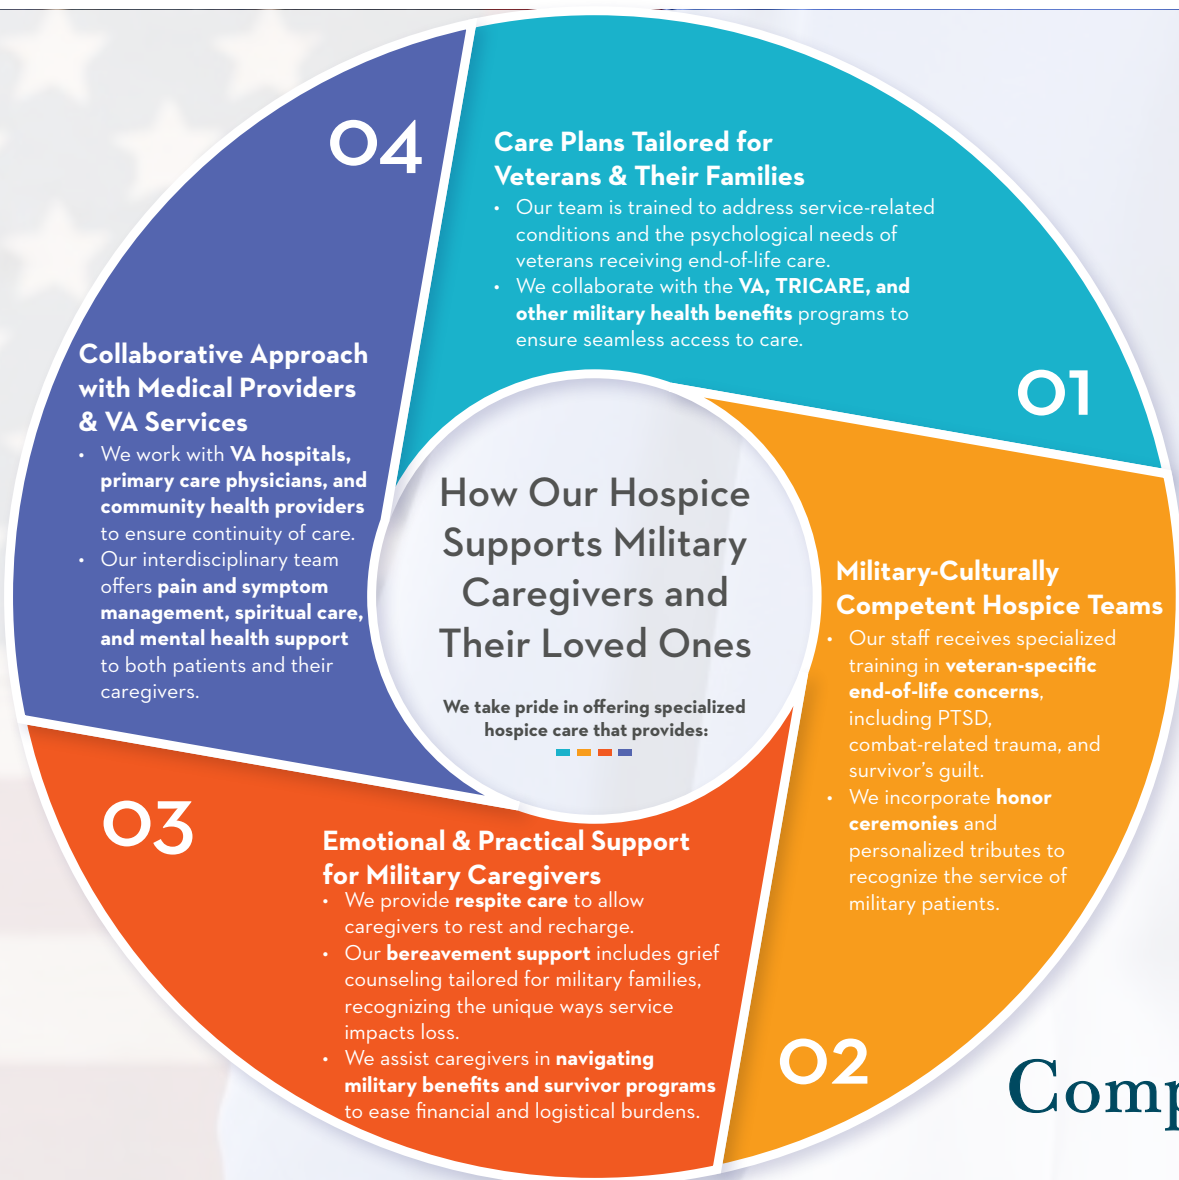 How Our Hospice
Supports Military
Caregivers and
Their Loved Ones
We take pride in offering specialized
hospice care that provides:
01
Care Plans Tailored for
Veterans & Their Families
• Our team is trained to address service-related
conditions and the psychological needs of
veterans receiving end-of-life care.
• We collaborate with the VA, TRICARE, and
other military health benefits programs to
ensure seamless access to care.
02
Military-Culturally
Competent Hospice Teams
• Our staff receives specialized
training in veteran-specific
end-of-life concerns,
including PTSD,
combat-related trauma, and
survivor's guilt.
• We incorporate honor
ceremonies and
personalized tributes to
recognize the service of
military patients.
03
Emotional & Practical Support
for Military Caregivers
• We provide respite care to allow
caregivers to rest and recharge.
• Our bereavement support includes grief
counseling tailored for military families,
recognizing the unique ways service
impacts loss.
• We assist caregivers in navigating
military benefits and survivor programs
to ease financial and logistical burdens.
04
Collaborative Approach
with Medical Providers
& VA Services
• We work with VA hospitals,
primary care physicians, and
community health providers
to ensure continuity of care.
• Our interdisciplinary team
offers pain and symptom
management, spiritual care,
and mental health support
to both patients and their
caregivers.